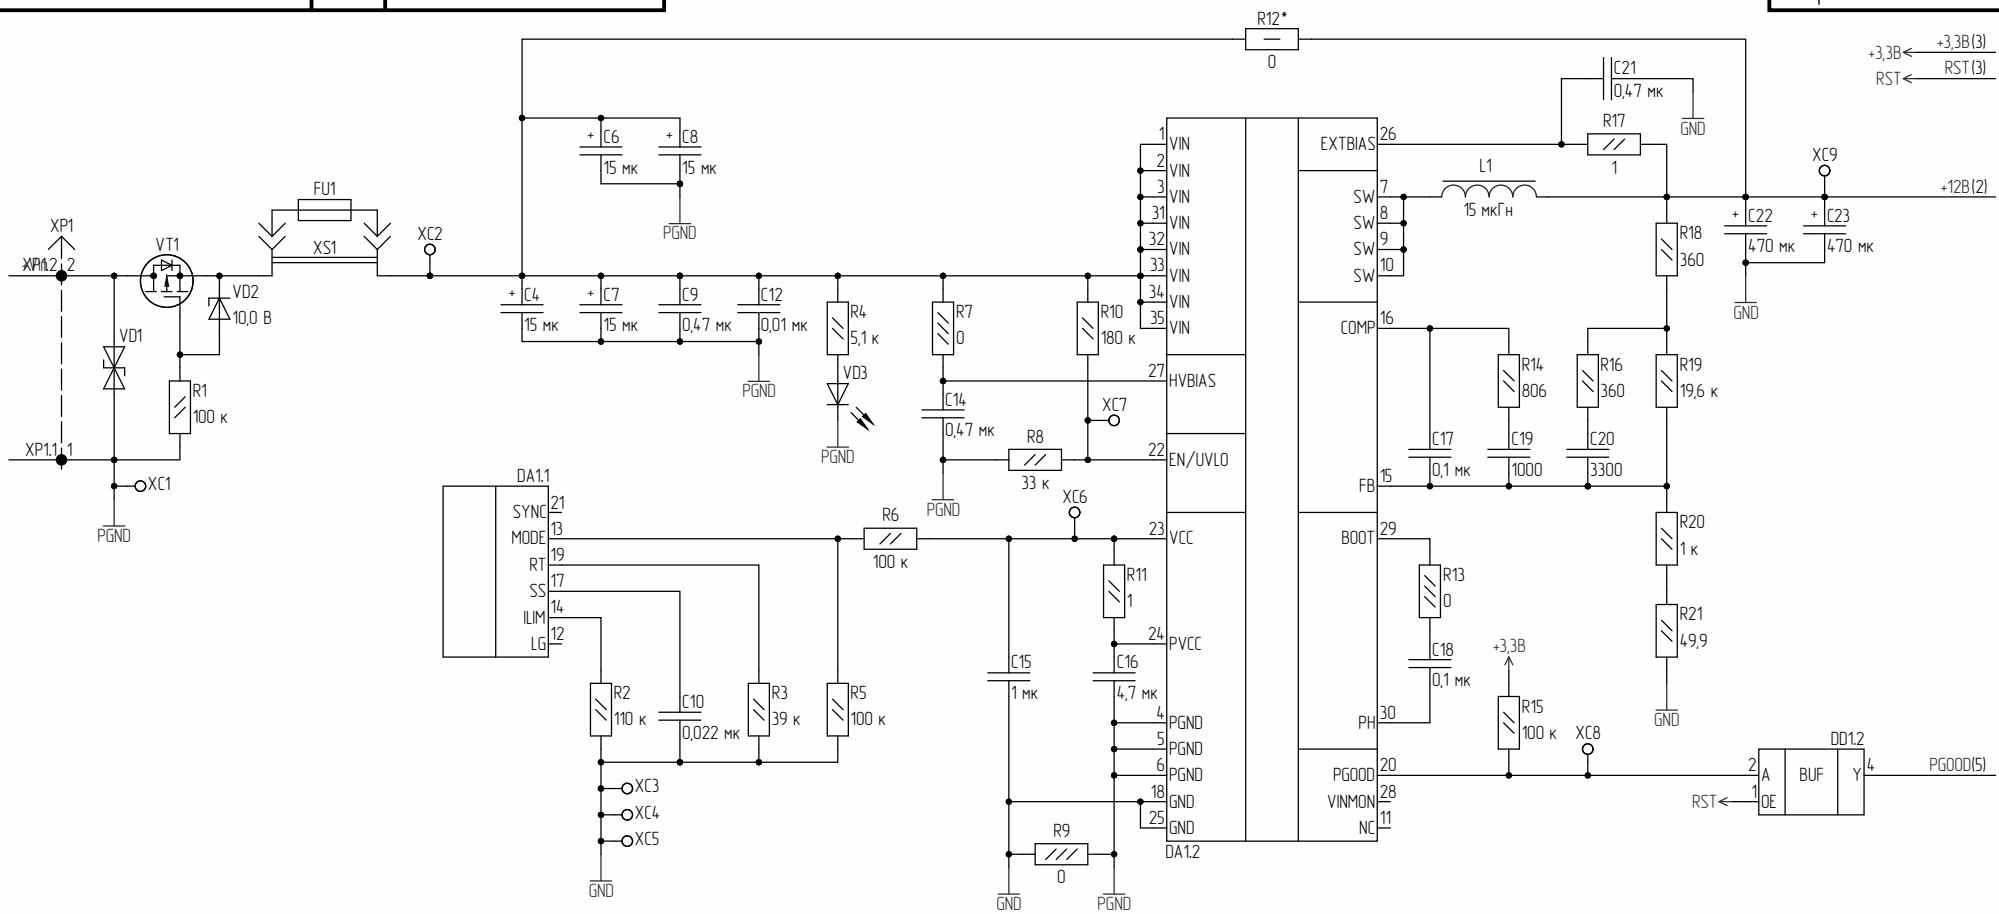 R12*
0
+3,3В
+3,3В(3)
RST
RST(3)
C21
0,47 мк
GND
R17
1
+ C6
15 мк
+ C8
15 мк
PGND
1 VIN
2 VIN
3 VIN
31 VIN
32 VIN
33 VIN
34 VIN
35 VIN
EXTBIAS 26
SW 7
SW 8
SW 9
SW 10
L1
15 мкГн
XC9
+12В(2)
+ C22
470 мк
+ C23
470 мк
GND
R18
360
FU1
XS1
XP1
VT1
XC2
XP1.2 2
VD2
10,0 В
VD1
R1
100 к
XP1.1 1
XC1
PGND
+ C4
15 мк
+ C7
15 мк
C9
0,47 мк
C12
0,01 мк
PGND
R4
5,1 к
VD3
PGND
R7
0
R10
180 к
27 HVBIAS
C14
0,47 мк
XC7
R8
33 к
22 EN/UVLO
PGND
COMP 16
R14
806
R16
360
R19
19,6 к
C17
0,1 мк
C19
1000
C20
3300
FB 15
R20
1 к
R21
49,9
GND
DA1.1
SYNC 21
MODE 13
RT 19
SS 17
ILIM 14
LG 12
R6
100 к
XC6
23 VCC
R11
1
24 PVCC
C15
1 мк
C16
4,7 мк
R2
110 к
C10
0,022 мк
R3
39 к
R5
100 к
XC3
XC4
XC5
GND
4 PGND
5 PGND
6 PGND
18 GND
25 GND
R9
0
GND
PGND
DA1.2
BOOT 29
R13
0
C18
0,1 мк
PH 30
+3,3В
R15
100 к
XC8
PGOOD 20
VINMON 28
NC 11
DD1.2
2 A
BUF
Y 4
1 OE
RST
PGOOD(5)